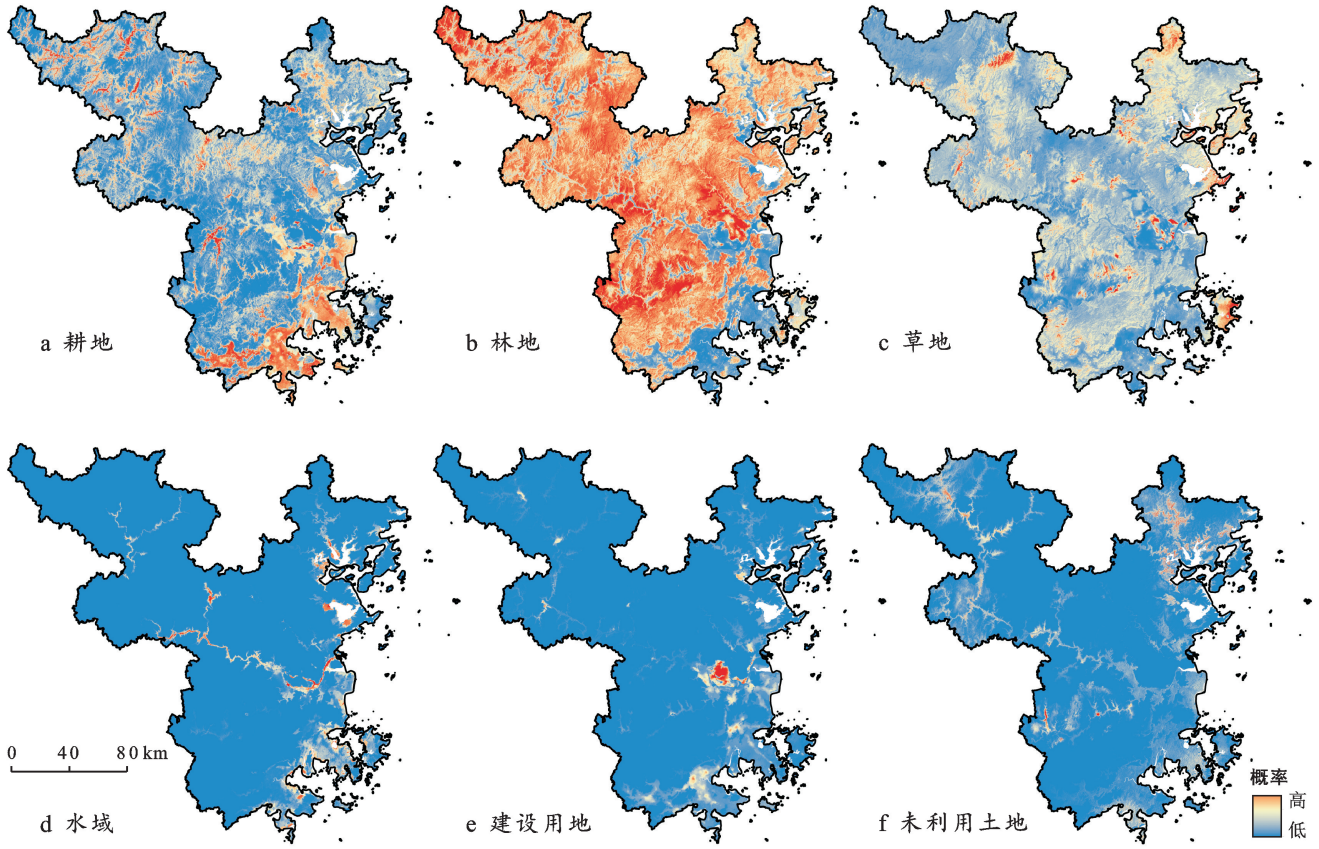 a 耕地
b 林地
c 草地
0 40 80 km
d 水域
e 建设用地
f 未利用土地
概率
高
低